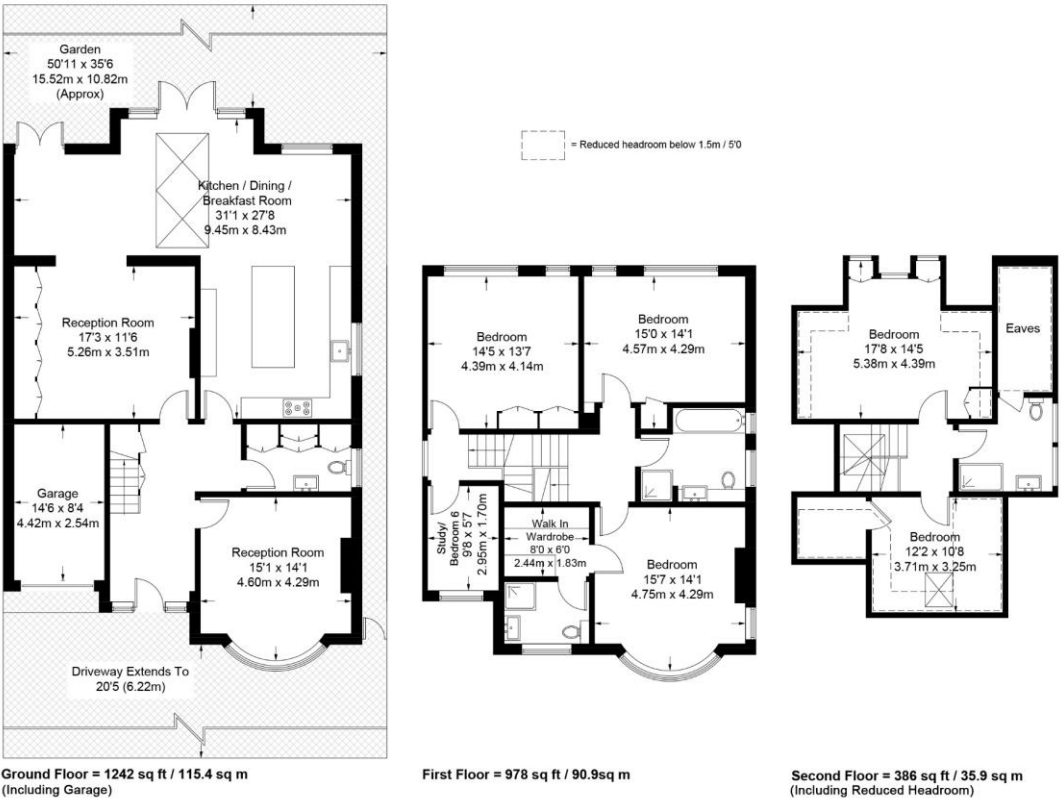 Garden
50'11 x 35'6
15.52m x 10.82m
(Approx)
= Reduced headroom below 1.5m / 5'0
Kitchen / Dining /
Breakfast Room
31'1 x 27'8
9.45m x 8.43m
Reception Room
17'3 x 11'6
5.26m x 3.51m
Garage
14'6 x 8'4
4.42m x 2.54m
Reception Room
15'1 x 14'1
4.60m x 4.29m
Driveway Extends To
20'5 (6.22m)
Ground Floor = 1242 sq ft / 115.4 sq m
(Including Garage)
Bedroom
14'5 x 13'7
4.39m x 4.14m
Bedroom
15'0 x 14'1
4.57m x 4.29m
Study/
Bedroom 6
9'8 x 5'7
2.95m x 1.70m
Walk In
Wardrobe
8'0 x 6'0
2.44m x 1.83m
Bedroom
15'7 x 14'1
4.75m x 4.29m
First Floor = 978 sq ft / 90.9sq m
Bedroom
17'8 x 14'5
5.38m x 4.39m
Eaves
Bedroom
12'2 x 10'8
3.71m x 3.25m
Second Floor = 386 sq ft / 35.9 sq m
(Including Reduced Headroom)